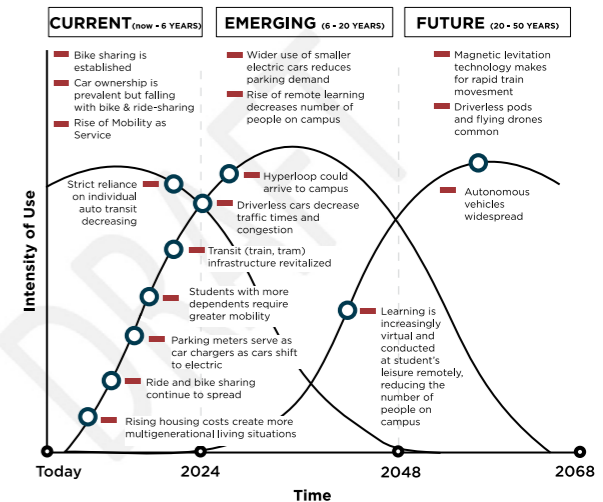 CURRENT (now - 6 YEARS)
EMERGING (6 - 20 YEARS)
FUTURE (20 - 50 YEARS)
Bike sharing is
established
Car ownership is
prevalent but falling
with bike & ride-sharing
Rise of Mobility as
Service
Wider use of smaller
electric cars reduces
parking demand
Rise of remote learning
decreases number of
people on campus
Magnetic levitation
technology makes
for rapid train
movesment
Driverless pods
and flying drones
common
Strict reliance
on individual
auto transit
decreasing
Hyperloop could
arrive to campus
Driverless cars decrease
traffic times and
congestion
Transit (train, tram)
infrastructure revitalized
Students with more
dependents require
greater mobility
Parking meters serve as
car chargers as cars shift
to electric
Ride and bike sharing
continue to spread
Rising housing costs create more
multigenerational living situations
Autonomous
vehicles
widespread
Learning is
increasingly
virtual and
conducted
at student's
leisure remotely,
reducing the
number of
people on
campus
Intensity of Use
Today
2024
2048
2068
Time
DRAFT